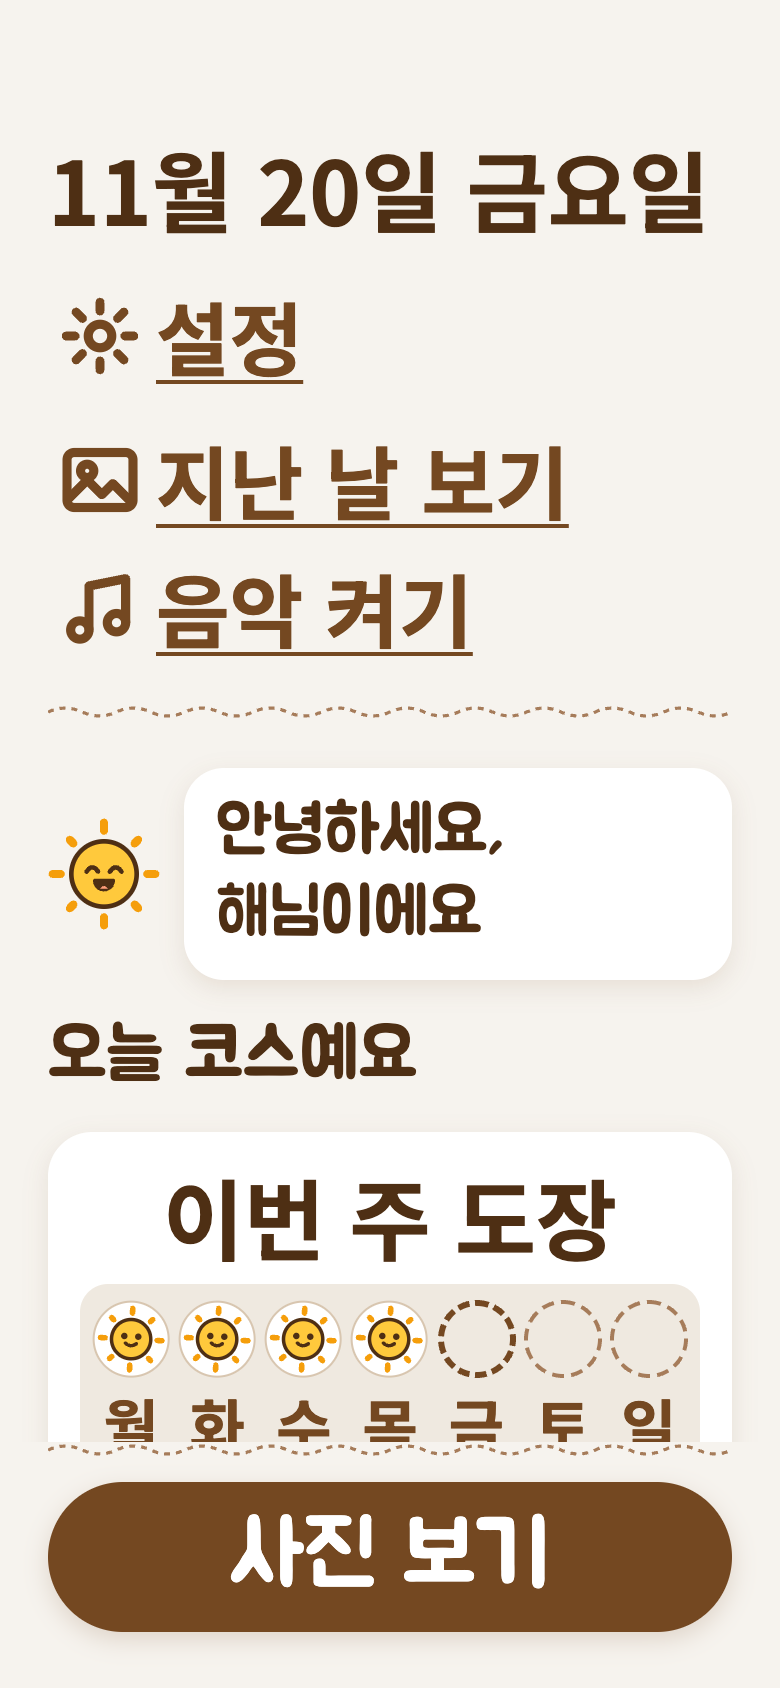 11월 20일 금요일
설정
지난 날 보기
음악 켜기
안녕하세요,
해님이에요
오늘 코스예요
이번 주 도장
월 화 수 목 금 토 일
사진 보기